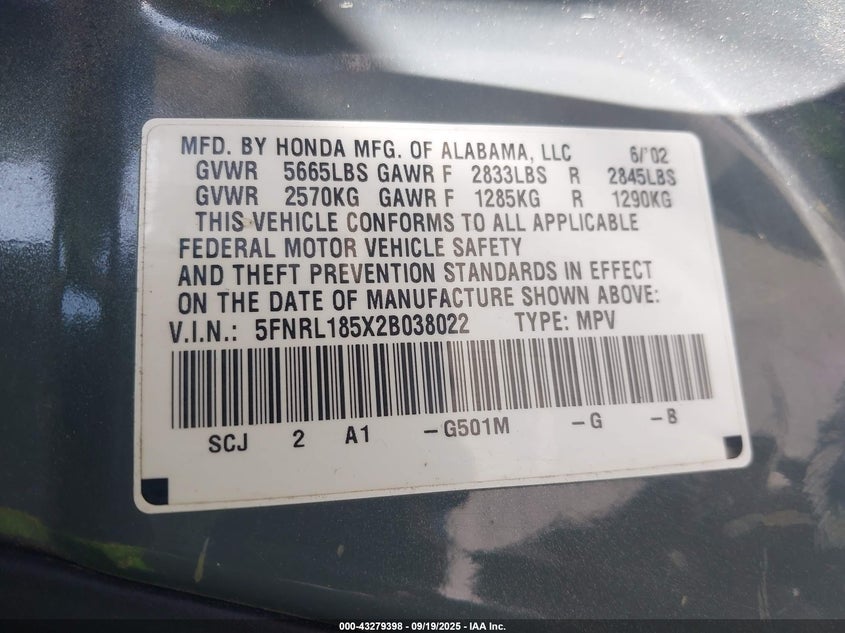 MFD. BY HONDA MFG. OF ALABAMA, LLC 6/'02
GVWR 5665LBS GAWR F 2833LBS R 2845LBS
GVWR 2570KG GAWR F 1285KG R 1290KG
THIS VEHICLE CONFORMS TO ALL APPLICABLE
FEDERAL MOTOR VEHICLE SAFETY
AND THEFT PREVENTION STANDARDS IN EFFECT
ON THE DATE OF MANUFACTURE SHOWN ABOVE:
V.I.N.: 5FNRL185X2B038022 TYPE: MPV
SCJ 2 A1 -G501M -G -B
000-43279398 - 09/19/2025 - IAA Inc.